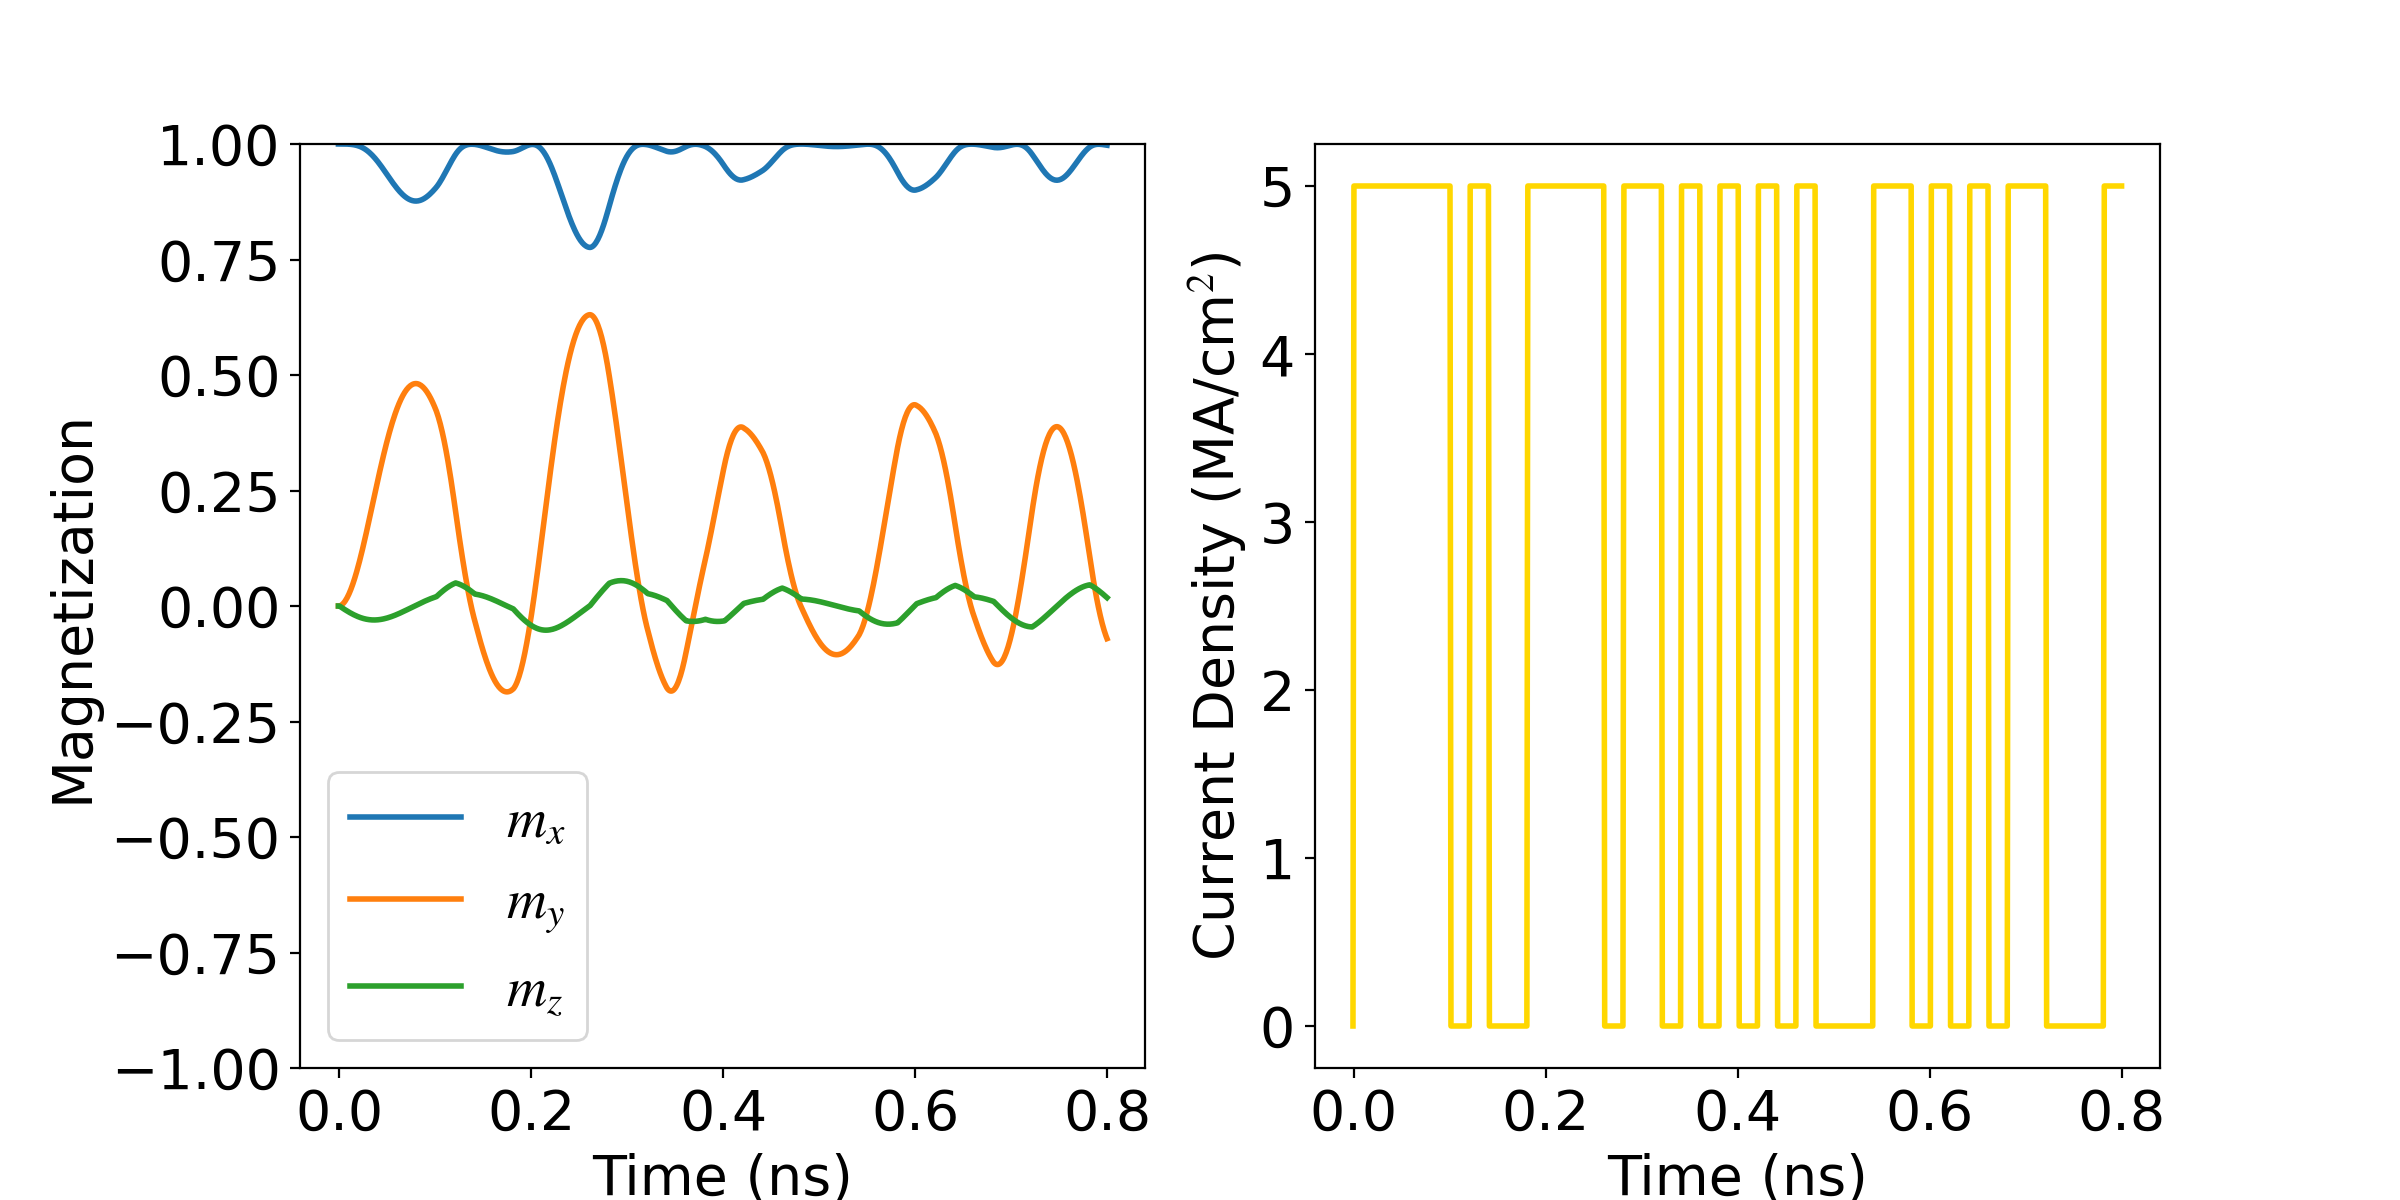 Magnetization
1.00
0.75
0.50
0.25
0.00
−0.25
−0.50
−0.75
−1.00
m_x
m_y
m_z
0.0 0.2 0.4 0.6 0.8
Time (ns)
Current Density (MA/cm²)
5
4
3
2
1
0
0.0 0.2 0.4 0.6 0.8
Time (ns)